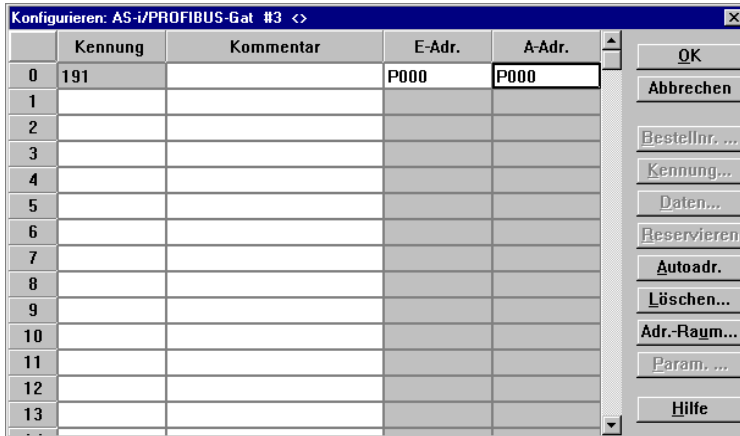 Konfigurieren: AS-i/PROFIBUS-Gat #3 <>
Kennung Kommentar E-Adr. A-Adr.
0 191 P000 P000
1
2
3
4
5
6
7
8
9
10
11
12
13
OK
Abbrechen
Bestellnr. ...
Kennung...
Daten...
Reservieren
Autoadr.
Löschen...
Adr.-Raum...
Param. ...
Hilfe